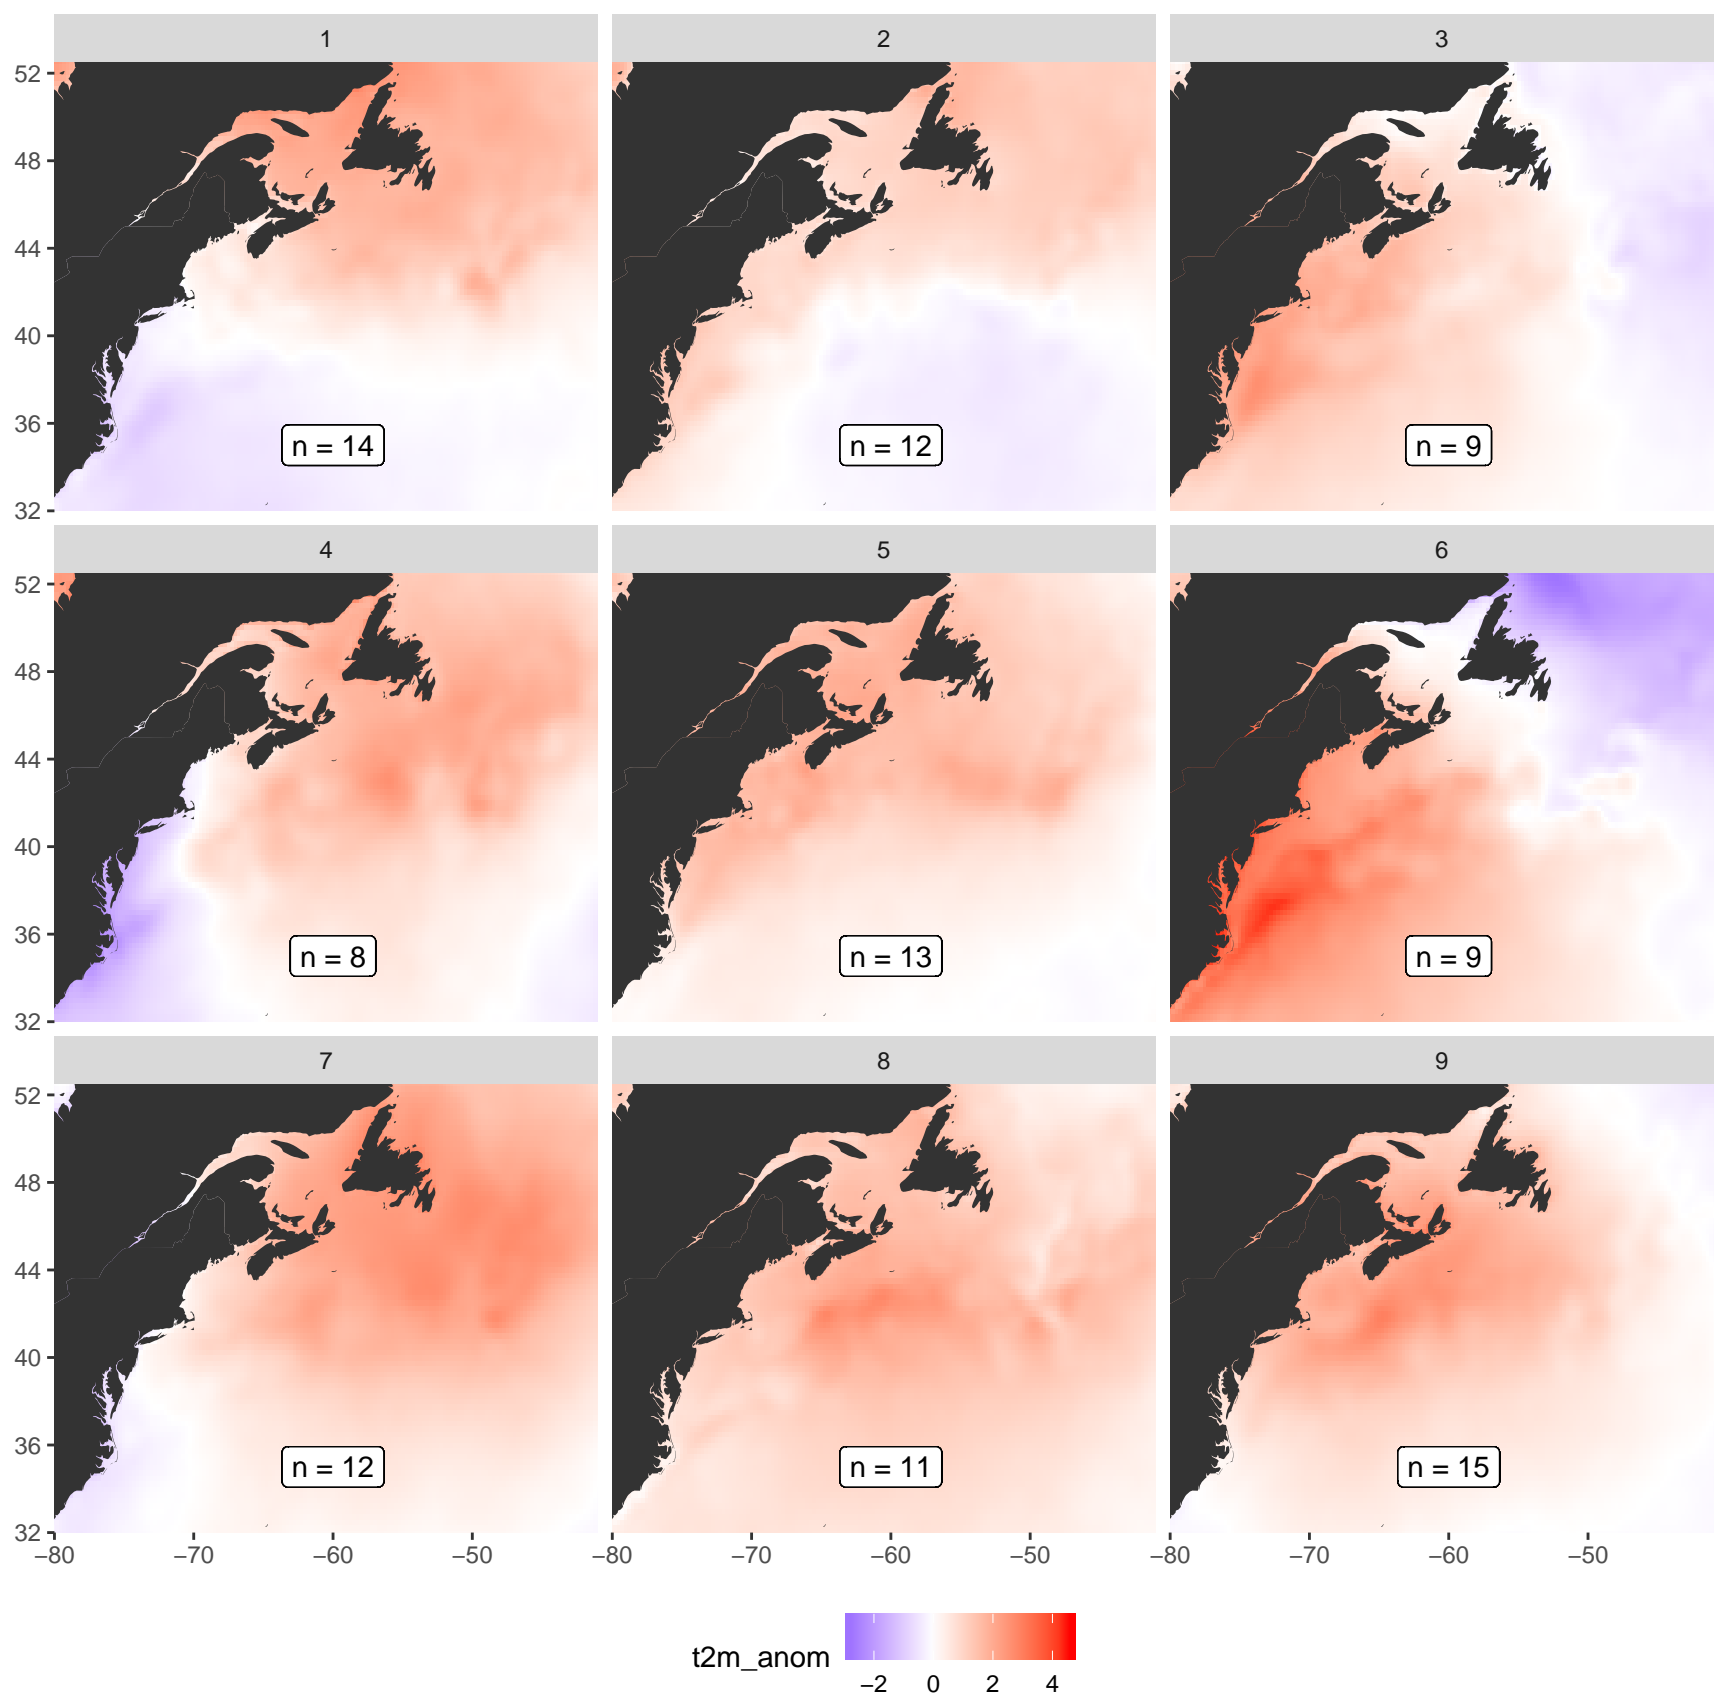 1 2 3
52
48
44
40
36
32
n = 14 n = 12 n = 9
4 5 6
52
48
44
40
36
32
n = 8 n = 13 n = 9
7 8 9
52
48
44
40
36
32
n = 12 n = 11 n = 15
−80 −70 −60 −50 −80 −70 −60 −50 −80 −70 −60 −50
t2m_anom
−2 0 2 4